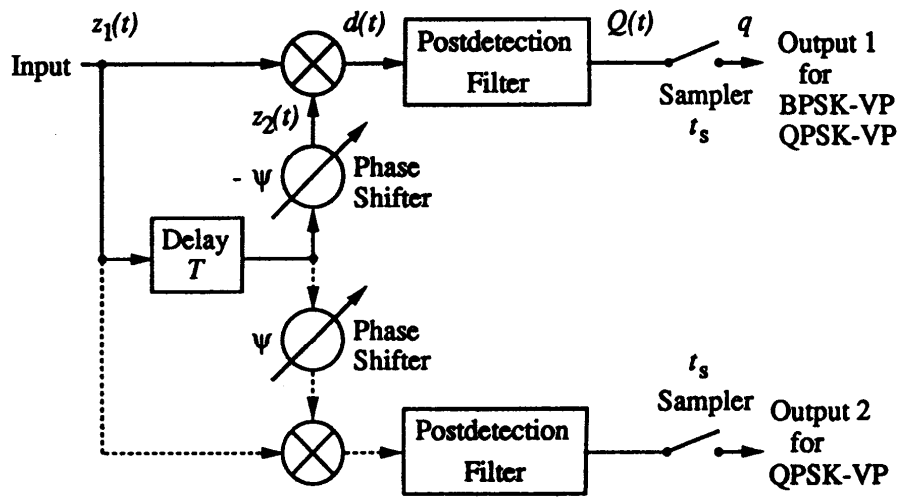 z₁(t)
d(t)
Postdetection
Filter
Q(t)
q
Input
Output 1
for
BPSK-VP
QPSK-VP
Sampler
tₛ
z₂(t)
- Ψ
Phase
Shifter
Delay
T
Ψ
Phase
Shifter
tₛ
Sampler
Postdetection
Filter
Output 2
for
QPSK-VP